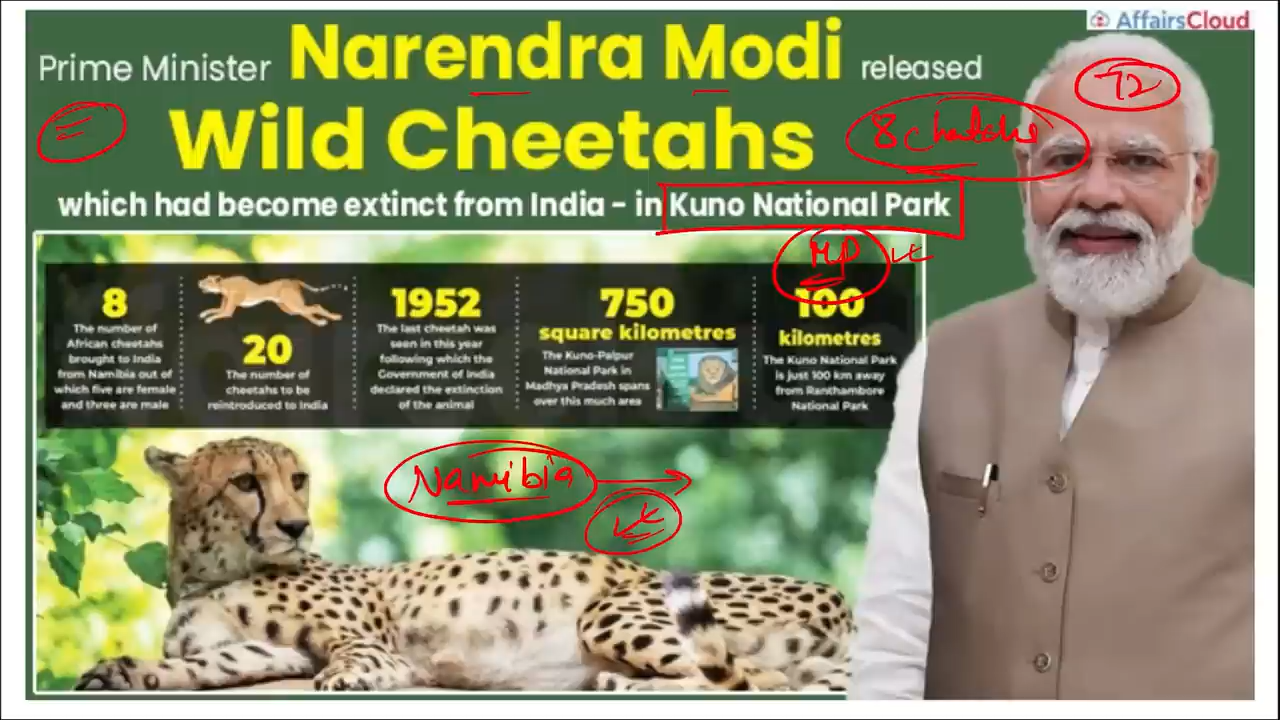 AffairsCloud
Prime Minister Narendra Modi released
72
Wild Cheetahs
which had become extinct from India - in Kuno National Park
MP
8
The number of
African cheetahs
brought to India
from Namibia out of
which five are female
and three are male
20
The number of
cheetahs to be
reintroduced to India
1952
The last cheetah was
seen in this year
following which the
Government of India
declared the extinction
of the animal
750
square kilometres
The Kuno-Palpur
National Park in
Madhya Pradesh spans
over this much area
100
kilometres
The Kuno National Park
is just 100 km away
from Ranthambore
National Park
Namibia